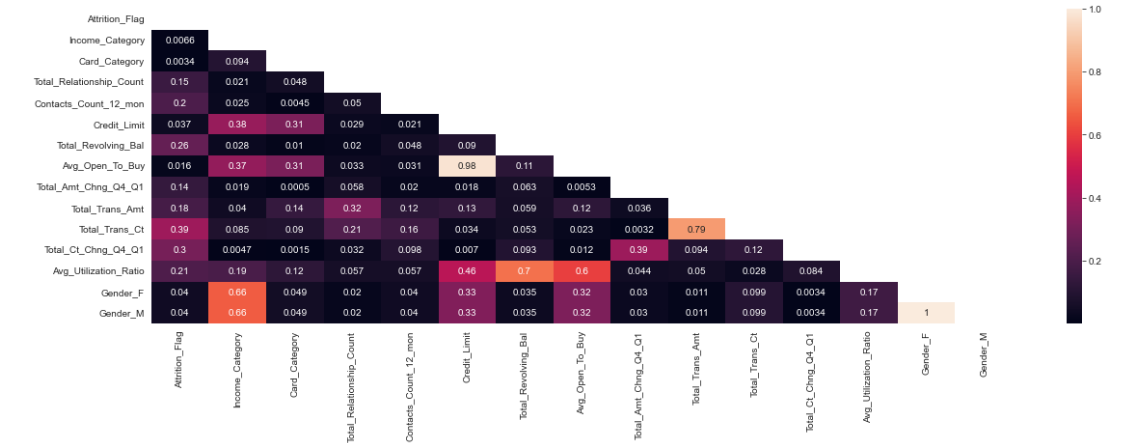 Attrition_Flag
Income_Category 0.0066
Card_Category 0.0034 0.094
Total_Relationship_Count 0.15 0.021 0.048
Contacts_Count_12_mon 0.2 0.025 0.0045 0.05
Credit_Limit 0.037 0.38 0.31 0.029 0.021
Total_Revolving_Bal 0.26 0.028 0.01 0.02 0.048 0.09
Avg_Open_To_Buy 0.016 0.37 0.31 0.033 0.031 0.98 0.11
Total_Amt_Chng_Q4_Q1 0.14 0.019 0.0005 0.058 0.02 0.018 0.063 0.0053
Total_Trans_Amt 0.18 0.04 0.14 0.32 0.12 0.13 0.059 0.12 0.036
Total_Trans_Ct 0.39 0.085 0.09 0.21 0.16 0.034 0.053 0.023 0.0032 0.79
Total_Ct_Chng_Q4_Q1 0.3 0.0047 0.0015 0.032 0.098 0.007 0.093 0.012 0.39 0.094 0.12
Avg_Utilization_Ratio 0.21 0.19 0.12 0.057 0.057 0.46 0.7 0.6 0.044 0.05 0.028 0.084
Gender_F 0.04 0.66 0.049 0.02 0.04 0.33 0.035 0.32 0.03 0.011 0.099 0.0034 0.17
Gender_M 0.04 0.66 0.049 0.02 0.04 0.33 0.035 0.32 0.03 0.011 0.099 0.0034 0.17 1
Attrition_Flag
Income_Category
Card_Category
Total_Relationship_Count
Contacts_Count_12_mon
Credit_Limit
Total_Revolving_Bal
Avg_Open_To_Buy
Total_Amt_Chng_Q4_Q1
Total_Trans_Amt
Total_Trans_Ct
Total_Ct_Chng_Q4_Q1
Avg_Utilization_Ratio
Gender_F
Gender_M
1.0
0.8
0.6
0.4
0.2